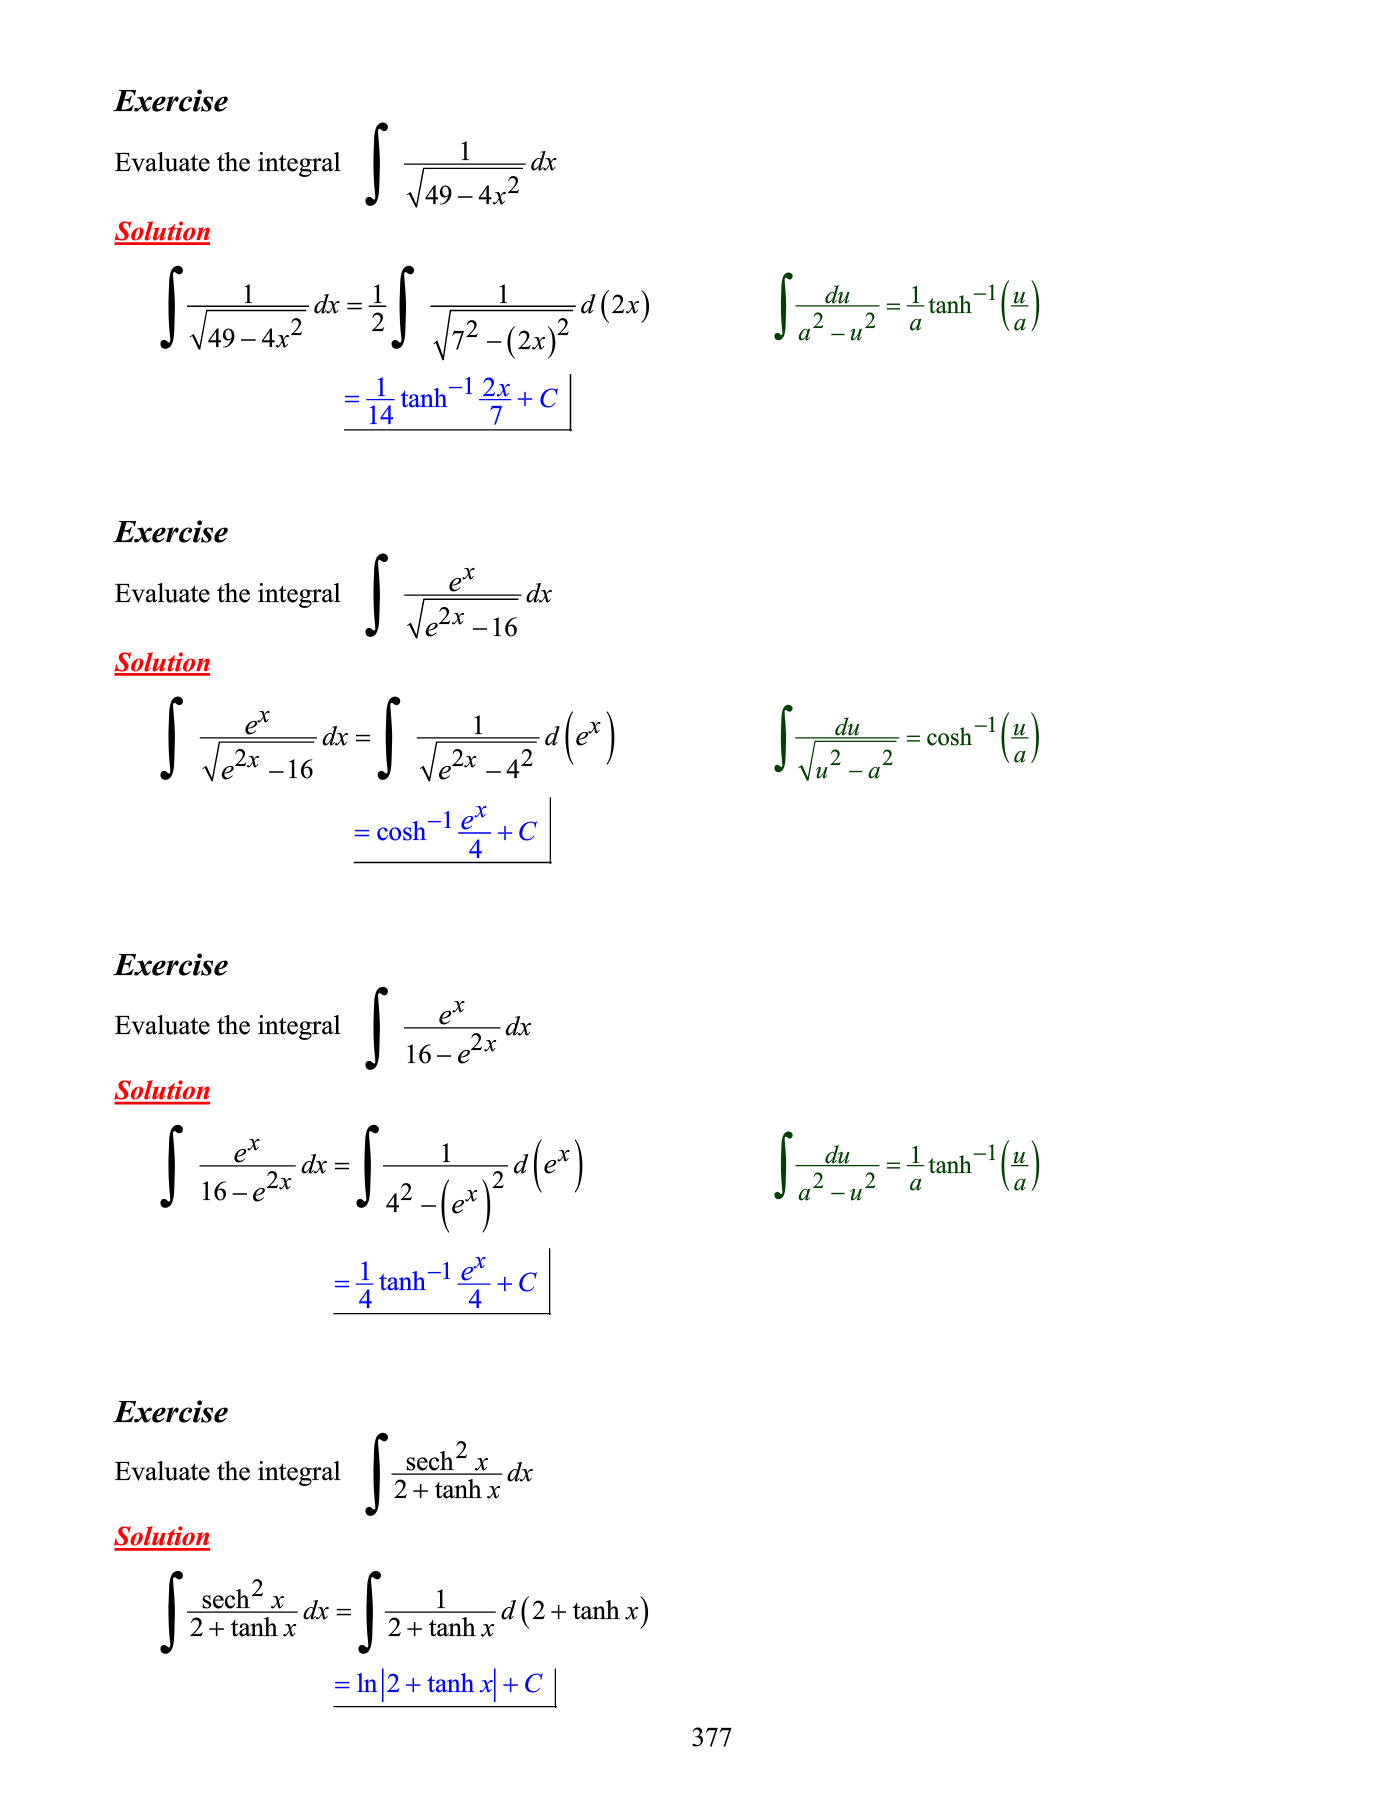 Exercise
Evaluate the integral ∫ 1/√(49 − 4x²) dx
Solution
∫ 1/√(49 − 4x²) dx = 1/2 ∫ 1/√(7² − (2x)²) d(2x)    ∫ du/(a² − u²) = 1/a tanh⁻¹(u/a)
= 1/14 tanh⁻¹ 2x/7 + C
Exercise
Evaluate the integral ∫ eˣ/√(e²ˣ − 16) dx
Solution
∫ eˣ/√(e²ˣ − 16) dx = ∫ 1/√(e²ˣ − 4²) d(eˣ)    ∫ du/√(u² − a²) = cosh⁻¹(u/a)
= cosh⁻¹ eˣ/4 + C
Exercise
Evaluate the integral ∫ eˣ/(16 − e²ˣ) dx
Solution
∫ eˣ/(16 − e²ˣ) dx = ∫ 1/(4² − (eˣ)²) d(eˣ)    ∫ du/(a² − u²) = 1/a tanh⁻¹(u/a)
= 1/4 tanh⁻¹ eˣ/4 + C
Exercise
Evaluate the integral ∫ sech² x/(2 + tanh x) dx
Solution
∫ sech² x/(2 + tanh x) dx = ∫ 1/(2 + tanh x) d(2 + tanh x)
= ln|2 + tanh x| + C
377